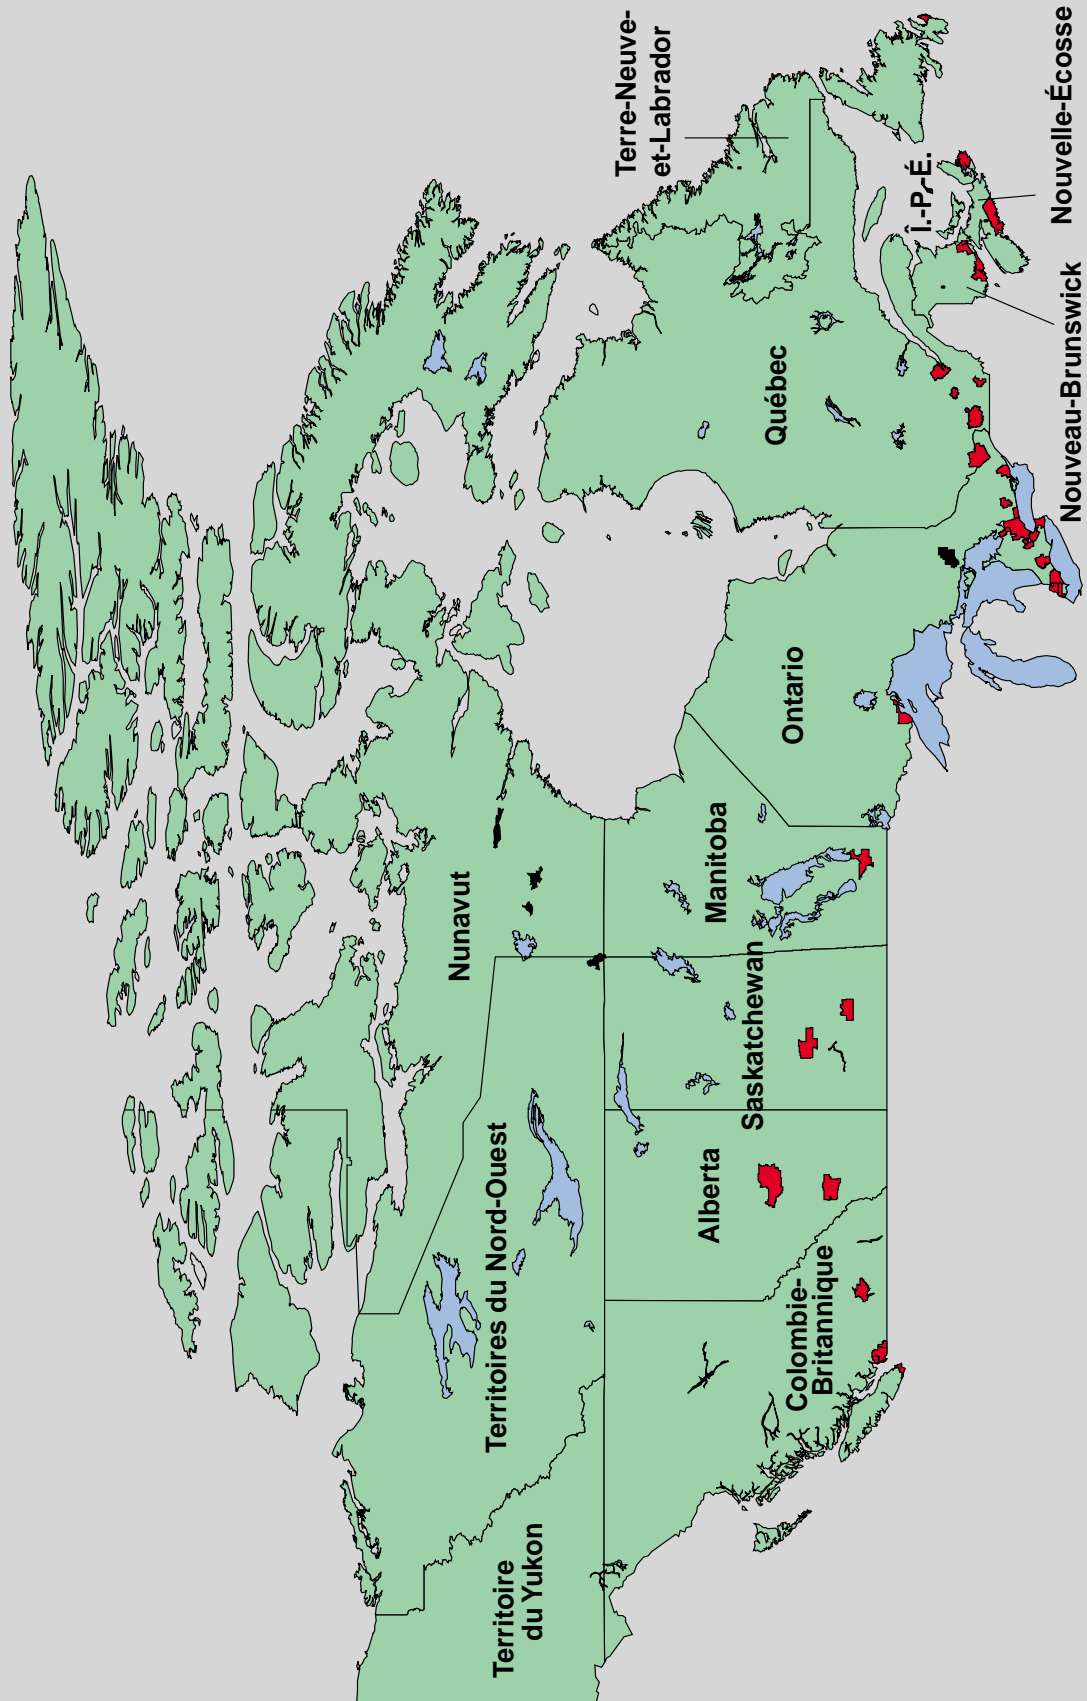 Territoire
du Yukon
Territoires du Nord-Ouest
Nunavut
Colombie-
Britannique
Alberta
Saskatchewan
Manitoba
Ontario
Québec
Terre-Neuve-
et-Labrador
Î.-P.-É.
Nouveau-Brunswick
Nouvelle-Écosse